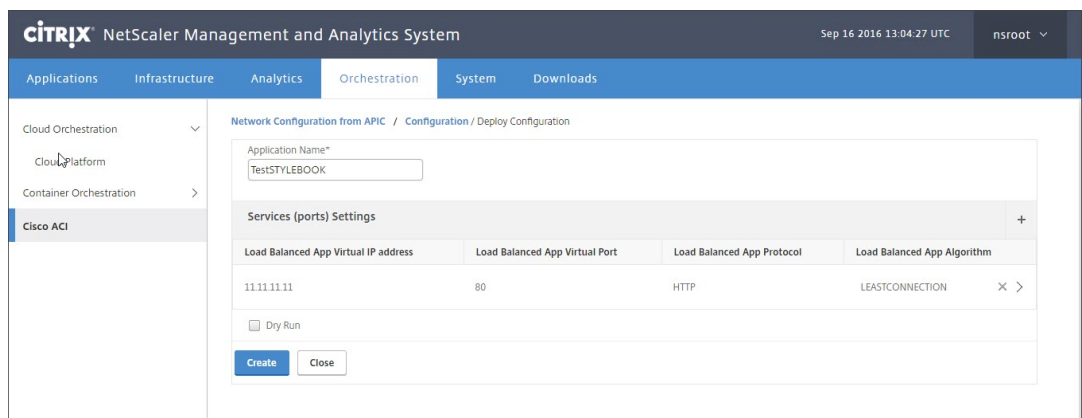 CITRIX NetScaler Management and Analytics System
Sep 16 2016 13:04:27 UTC
nsroot
Applications Infrastructure Analytics Orchestration System Downloads
Cloud Orchestration
Cloud Platform
Container Orchestration
Cisco ACI
Network Configuration from APIC / Configuration / Deploy Configuration
Application Name*
TestSTYLEBOOK
Services (ports) Settings +
Load Balanced App Virtual IP address Load Balanced App Virtual Port Load Balanced App Protocol Load Balanced App Algorithm
11.11.11.11 80 HTTP LEASTCONNECTION
Dry Run
Create Close